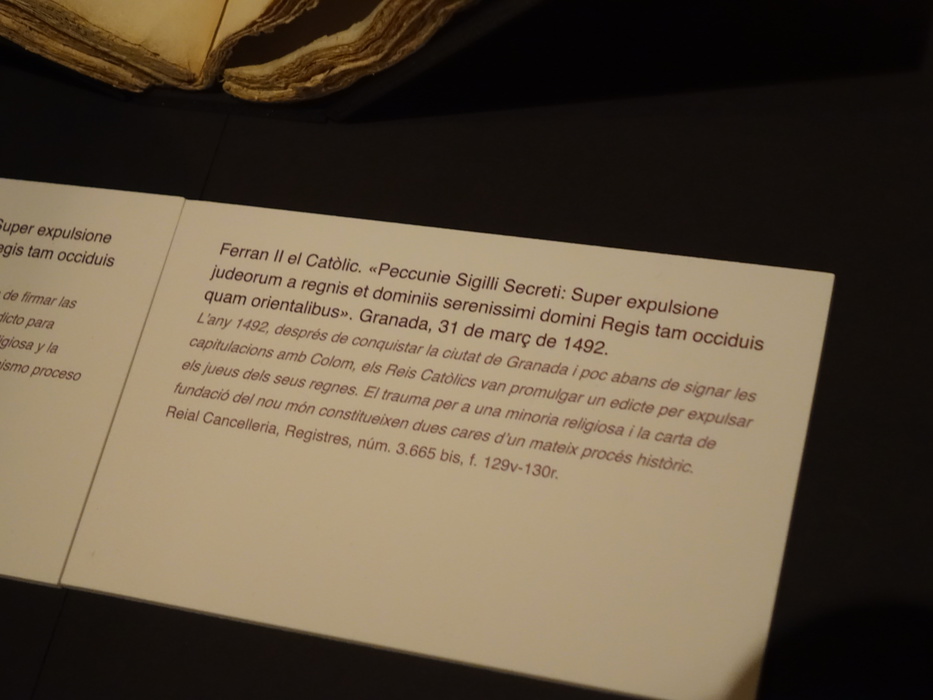 Super expulsione
egis tam occiduis
de firmar las
dicto para
igiosa y la
ismo proceso
Ferran II el Catòlic. «Peccunie Sigilli Secreti: Super expulsione
judeorum a regnis et dominiis serenissimi domini Regis tam occiduis
quam orientalibus». Granada, 31 de març de 1492.
L'any 1492, després de conquistar la ciutat de Granada i poc abans de signar les
capitulacions amb Colom, els Reis Catòlics van promulgar un edicte per expulsar
els jueus dels seus regnes. El trauma per a una minoria religiosa i la carta de
fundació del nou món constitueixen dues cares d'un mateix procés històric.
Reial Cancelleria, Registres, núm. 3.665 bis, f. 129v-130r.